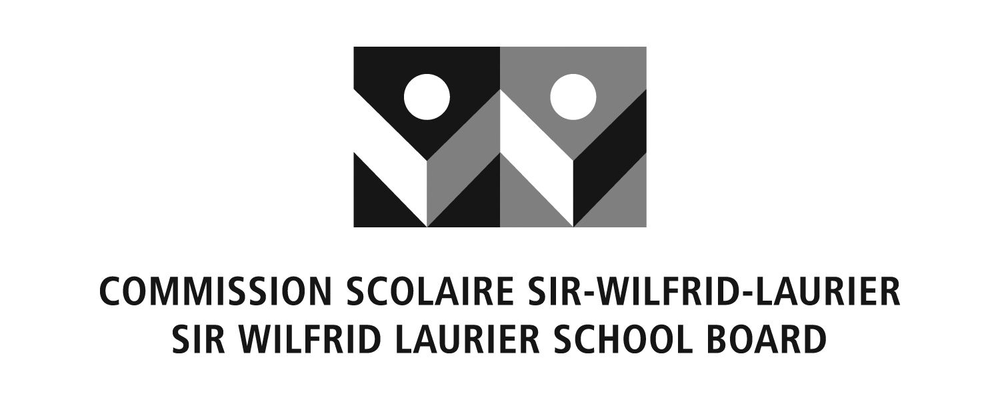 COMMISSION SCOLAIRE SIR-WILFRID-LAURIER
SIR WILFRID LAURIER SCHOOL BOARD